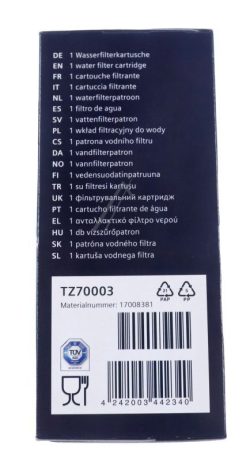 DE 1 Wasserfilterkartusche
EN 1 water filter cartridge
FR 1 cartouche filtrante
IT 1 cartuccia filtrante
NL 1 waterfilterpatroon
ES 1 filtro de agua
SV 1 vattenfilterpatron
PL 1 wkład filtracyjny do wody
CS 1 patrona vodního filtru
DA 1 vandfilterpatron
NO 1 vannfilterpatron
FI 1 vedensuodatinpatruuna
TR 1 su filtresi kartuşu
UK 1 фільтрувальний картридж
PT 1 cartucho filtrante de água
EL 1 ανταλλακτικό φίλτρο νερού
HU 1 db vízszűrőpatron
SK 1 patróna vodného filtra
SL 1 kartuša vodnega filtra
TZ70003
Materialnummer: 17008381
21
PAP
5
PP
TÜV
4 242003 442340